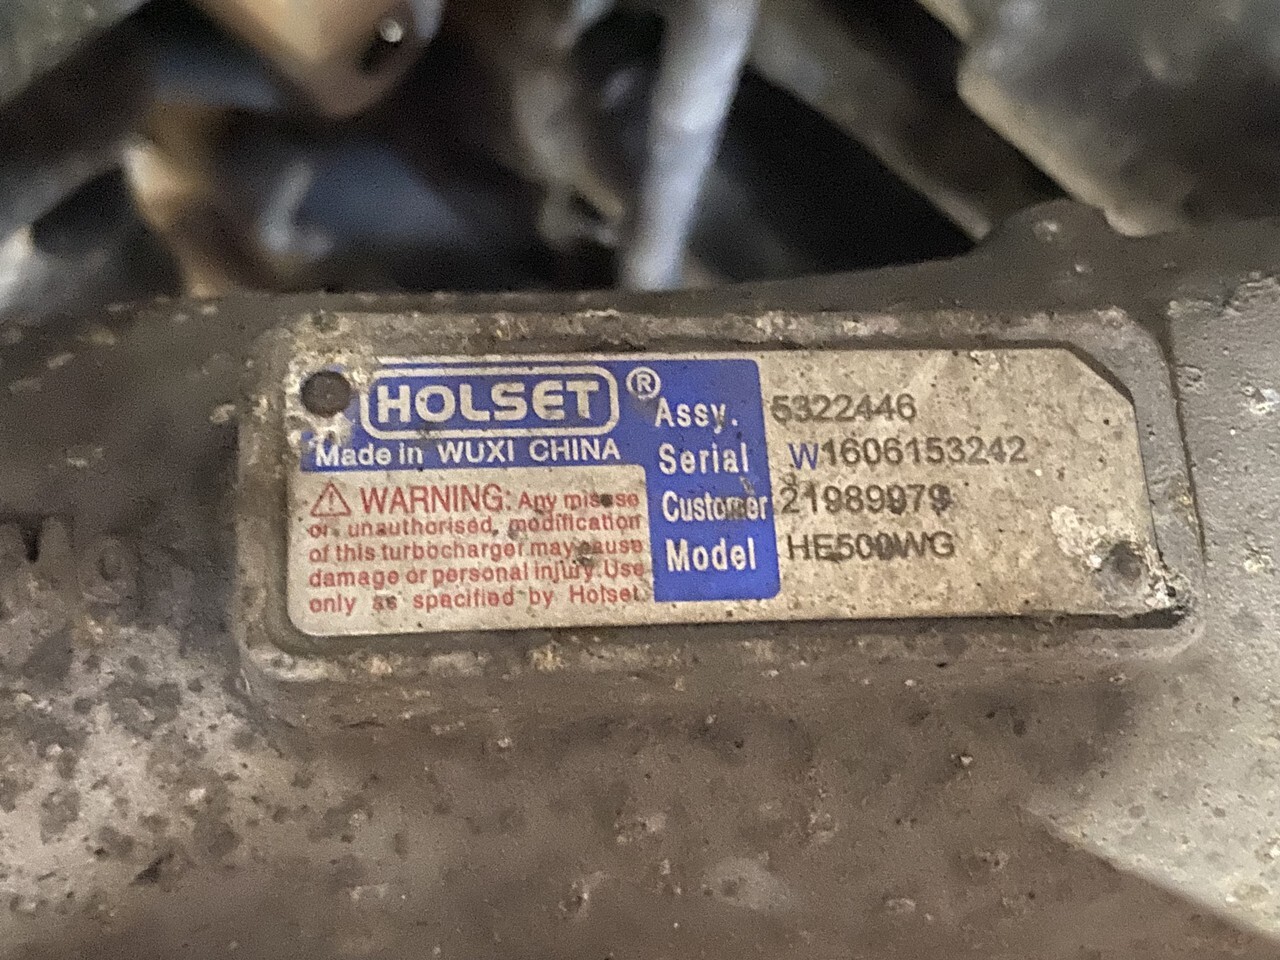 HOLSET ®
Made in WUXI CHINA
⚠ WARNING: Any misuse
or unauthorised, modification
of this turbocharger may cause
damage or personal injury. Use
only as specified by Holset
Assy. 5322446
Serial W1606153242
Customer 21989979
Model HE500WG